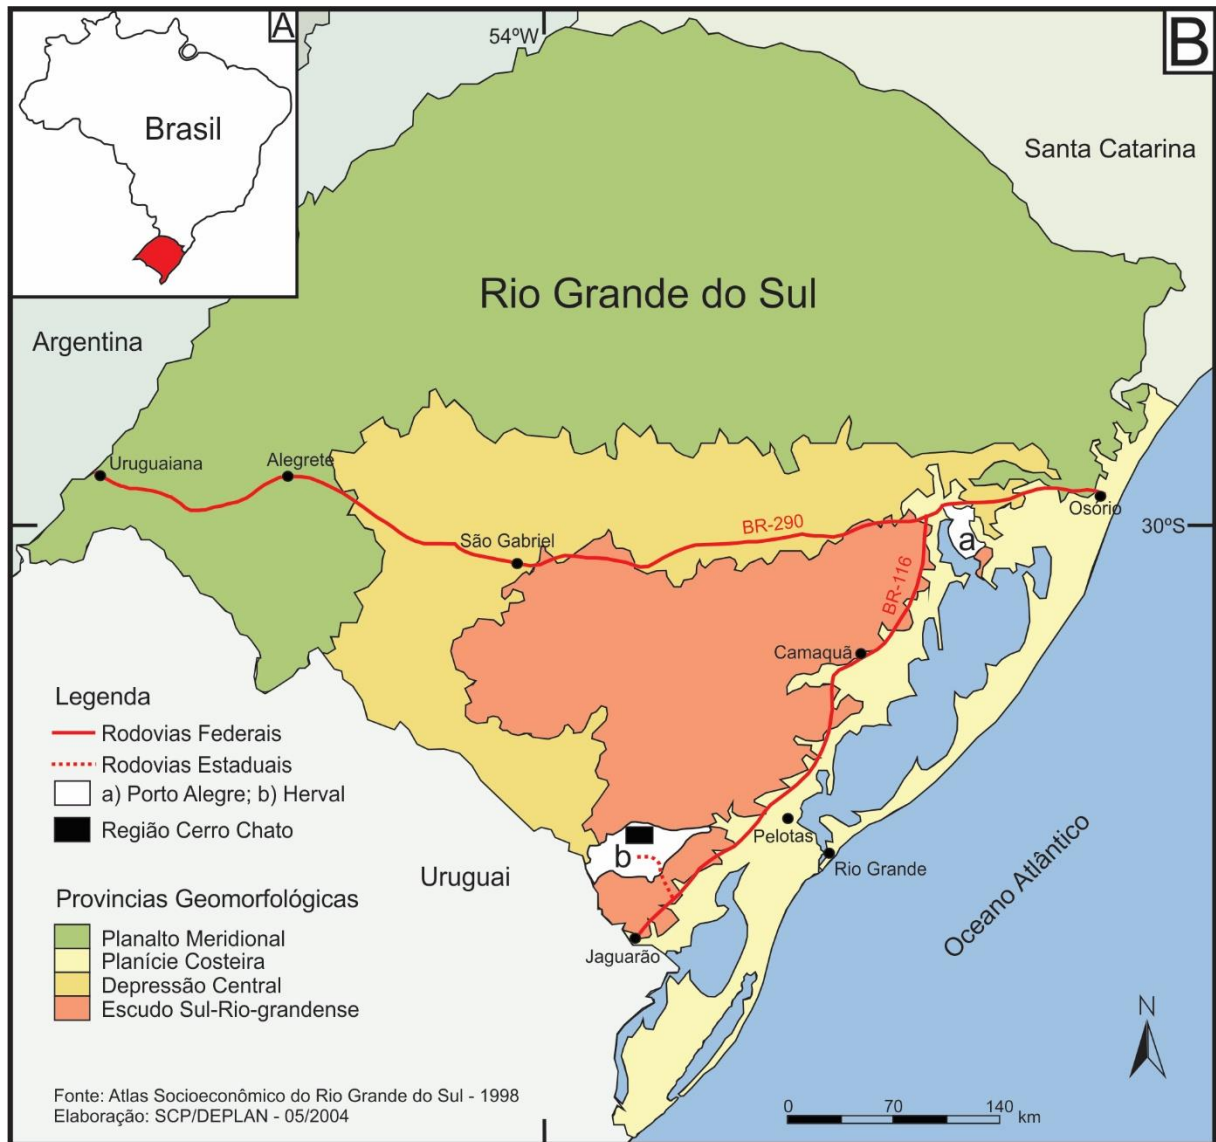 A
Brasil
B
54ºW
Santa Catarina
Rio Grande do Sul
Argentina
Uruguaiana
Alegrete
São Gabriel
BR-290
Osório
30ºS
a
BR-116
Camaquã
Legenda
Rodovias Federais
Rodovias Estaduais
a) Porto Alegre; b) Herval
Região Cerro Chato
b
Uruguai
Pelotas
Rio Grande
Oceano Atlântico
Jaguarão
Provincias Geomorfológicas
Planalto Meridional
Planície Costeira
Depressão Central
Escudo Sul-Rio-grandense
N
Fonte: Atlas Socioeconômico do Rio Grande do Sul - 1998
Elaboração: SCP/DEPLAN - 05/2004
0 70 140 km